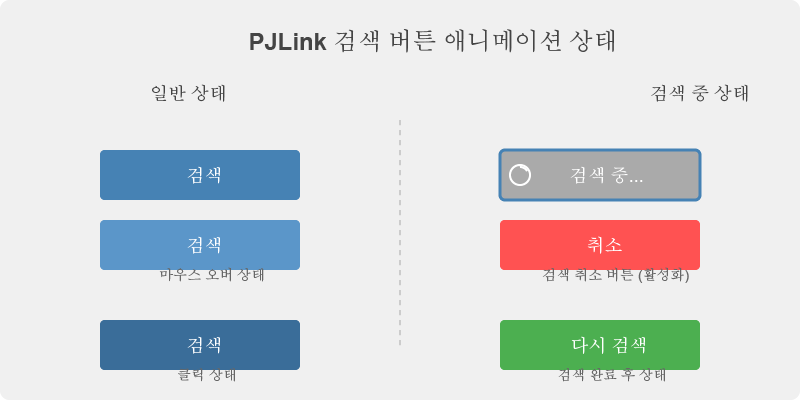 PJLink 검색 버튼 애니메이션 상태
일반 상태
검색
검색
마우스 오버 상태
검색
클릭 상태
검색 중 상태
검색 중...
취소
검색 취소 버튼 (활성화)
다시 검색
검색 완료 후 상태